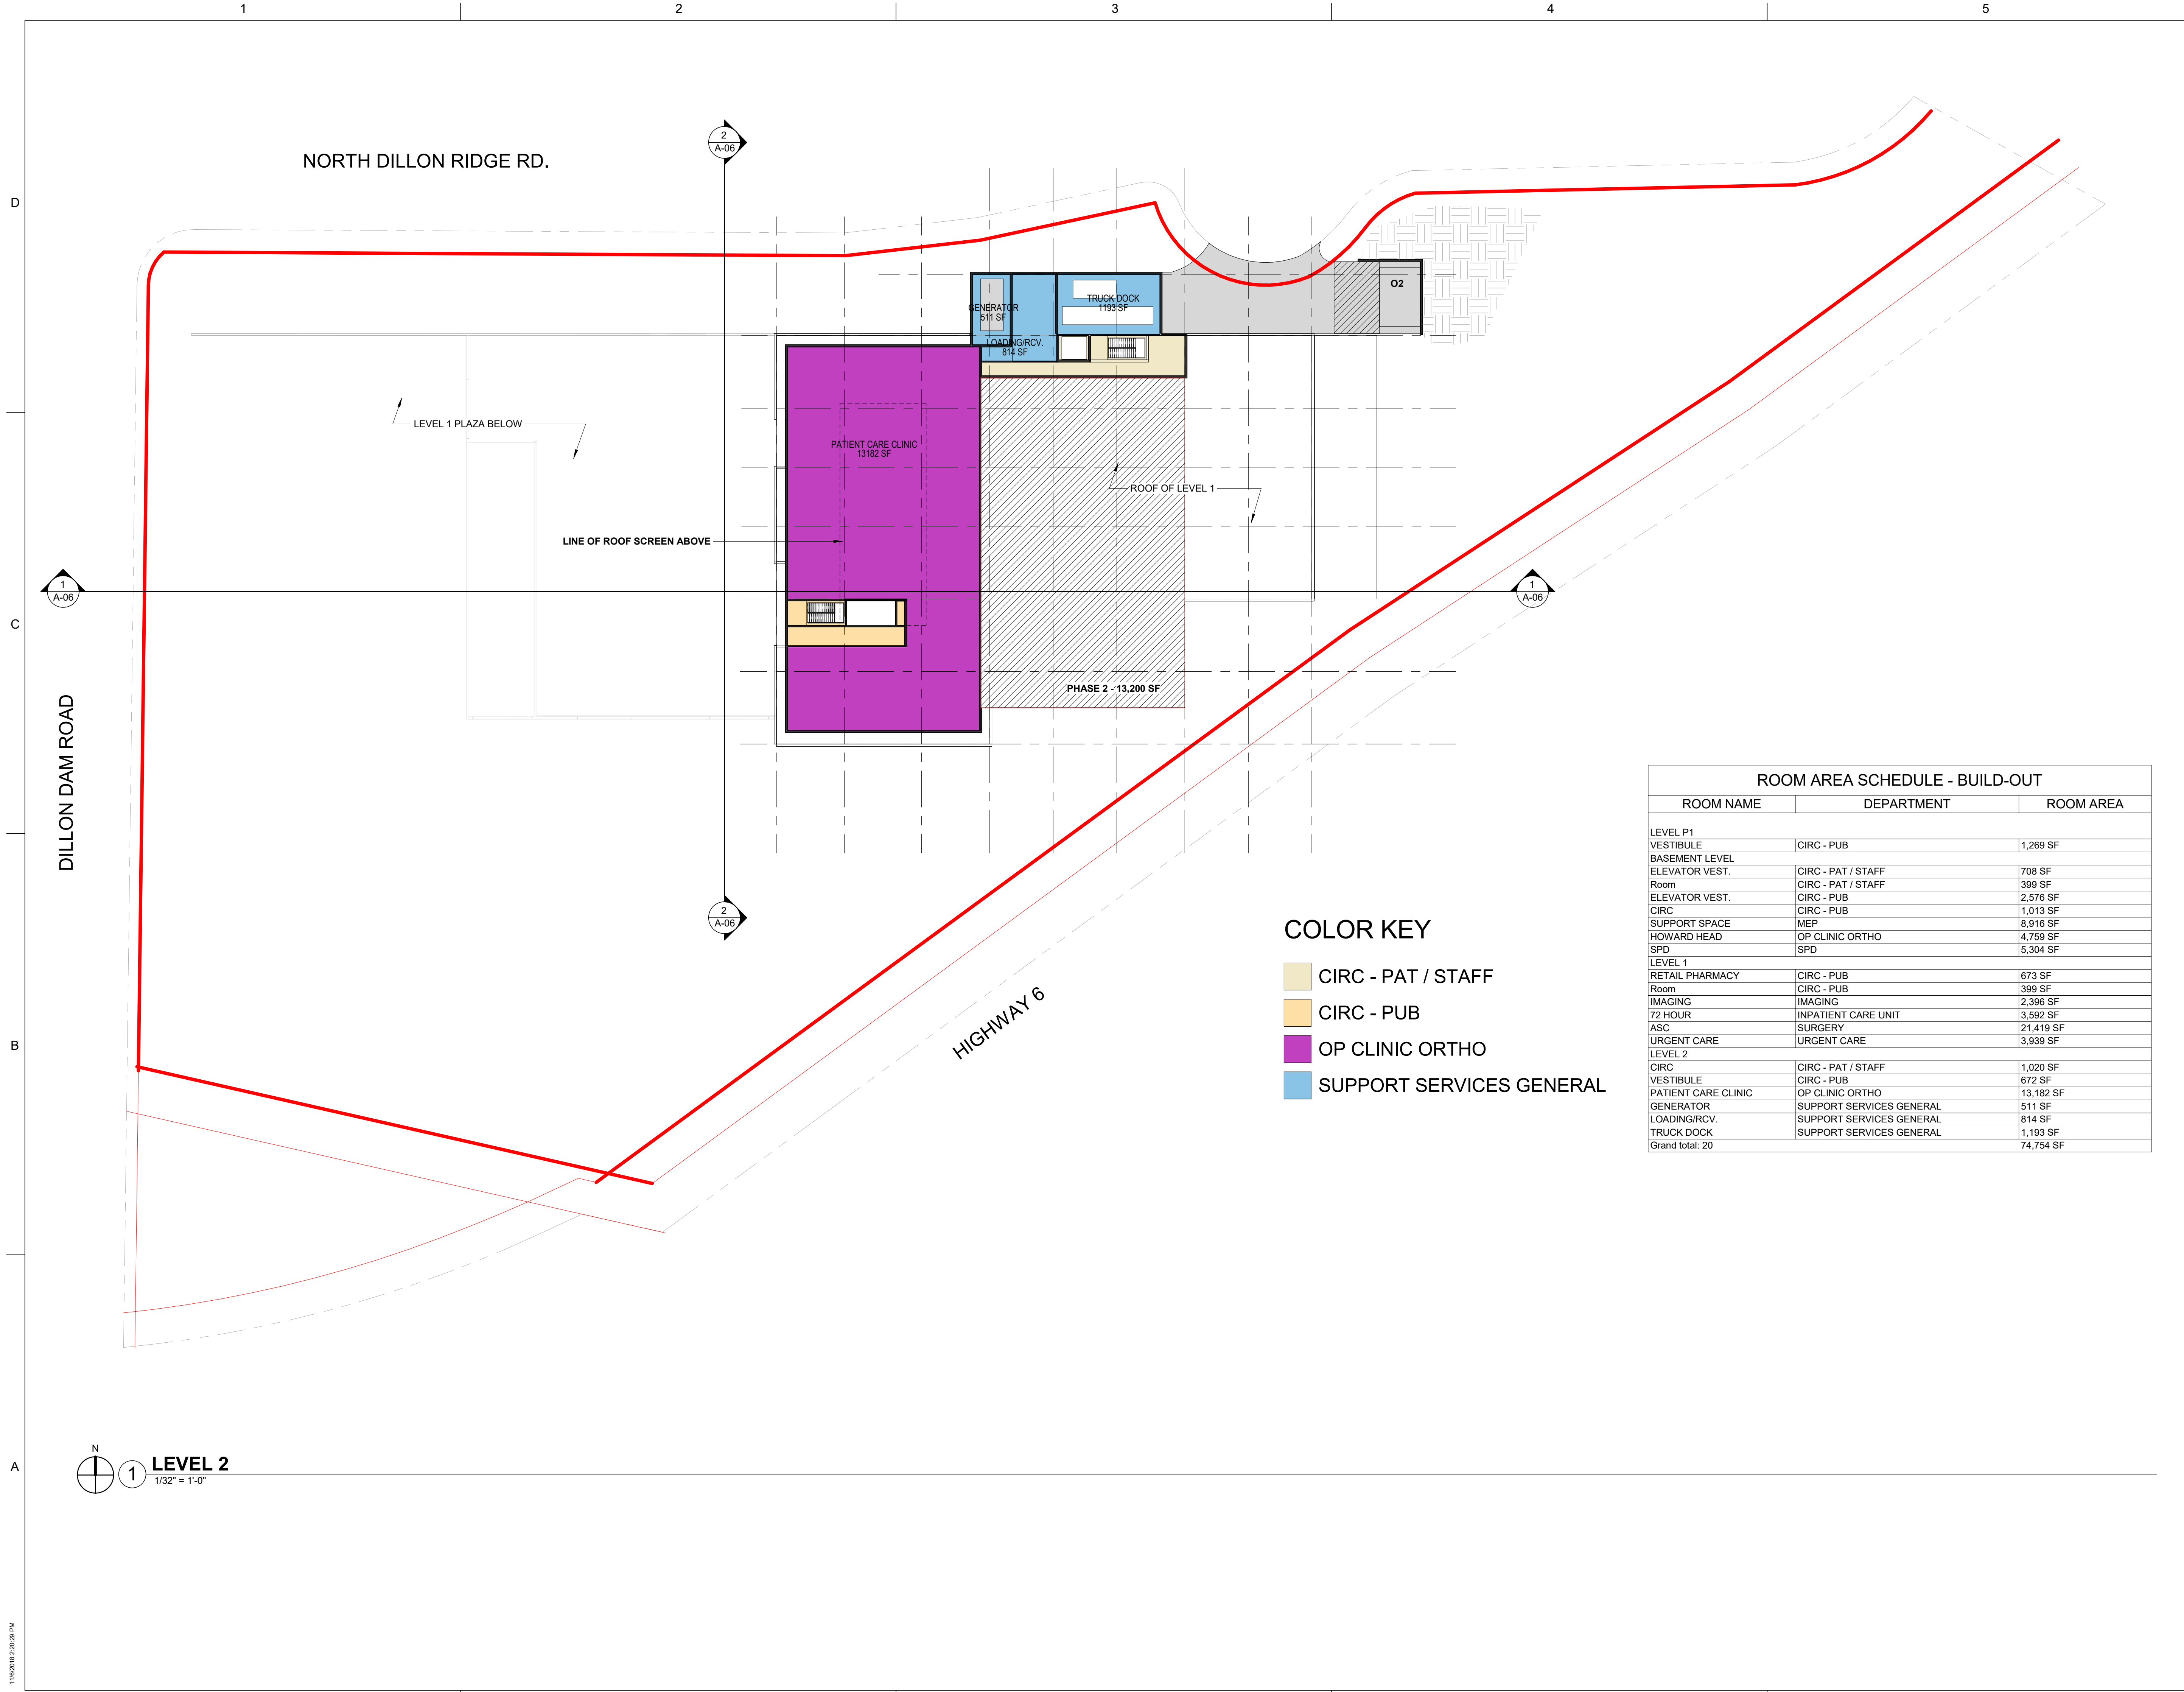 1 2 3 4 5
D
C
B
A
NORTH DILLON RIDGE RD.
2
A-06
O2
GENERATOR
511 SF
TRUCK DOCK
1193 SF
LOADING/RCV.
814 SF
LEVEL 1 PLAZA BELOW
PATIENT CARE CLINIC
13182 SF
ROOF OF LEVEL 1
LINE OF ROOF SCREEN ABOVE
1
A-06
1
A-06
PHASE 2 - 13,200 SF
DILLON DAM ROAD
2
A-06
HIGHWAY 6
COLOR KEY
CIRC - PAT / STAFF
CIRC - PUB
OP CLINIC ORTHO
SUPPORT SERVICES GENERAL
ROOM AREA SCHEDULE - BUILD-OUT
ROOM NAME DEPARTMENT ROOM AREA
LEVEL P1
VESTIBULE CIRC - PUB 1,269 SF
BASEMENT LEVEL
ELEVATOR VEST. CIRC - PAT / STAFF 708 SF
Room CIRC - PAT / STAFF 399 SF
ELEVATOR VEST. CIRC - PUB 2,576 SF
CIRC CIRC - PUB 1,013 SF
SUPPORT SPACE MEP 8,916 SF
HOWARD HEAD OP CLINIC ORTHO 4,759 SF
SPD SPD 5,304 SF
LEVEL 1
RETAIL PHARMACY CIRC - PUB 673 SF
Room CIRC - PUB 399 SF
IMAGING IMAGING 2,396 SF
72 HOUR INPATIENT CARE UNIT 3,592 SF
ASC SURGERY 21,419 SF
URGENT CARE URGENT CARE 3,939 SF
LEVEL 2
CIRC CIRC - PAT / STAFF 1,020 SF
VESTIBULE CIRC - PUB 672 SF
PATIENT CARE CLINIC OP CLINIC ORTHO 13,182 SF
GENERATOR SUPPORT SERVICES GENERAL 511 SF
LOADING/RCV. SUPPORT SERVICES GENERAL 814 SF
TRUCK DOCK SUPPORT SERVICES GENERAL 1,193 SF
Grand total: 20 74,754 SF
N
1 LEVEL 2
1/32" = 1'-0"
11/6/2018 2:20:29 PM